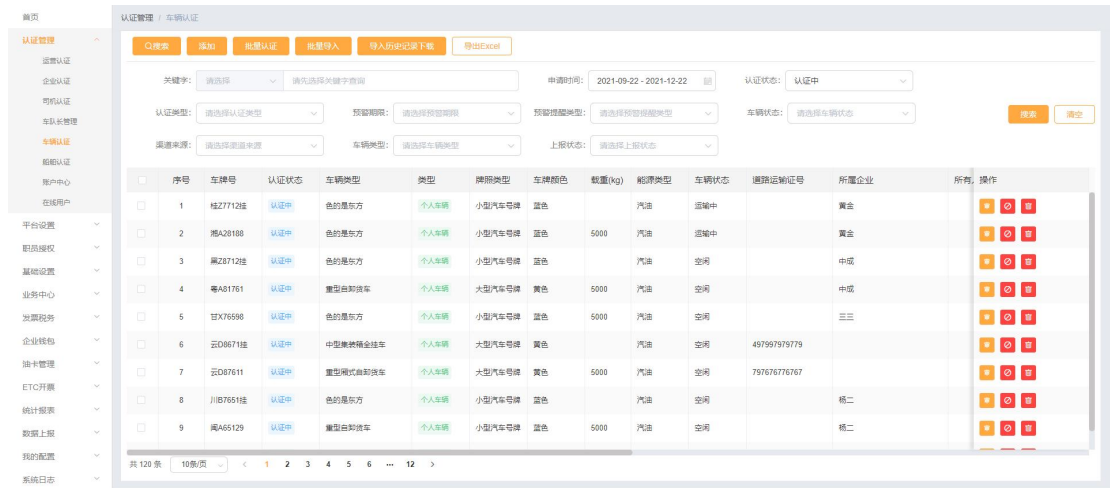 首页
认证管理
运营认证
企业认证
司机认证
车队长管理
车辆认证
船舶认证
账户中心
在线用户
平台设置
职员授权
基础设置
业务中心
发票税务
企业钱包
油卡管理
ETC开票
统计报表
数据上报
我的配置
系统日志
认证管理 / 车辆认证
搜索 添加 批量认证 批量导入 导入历史记录下载 导出Excel
关键字: 请选择 请先选择关键字查询 申请时间: 2021-09-22 - 2021-12-22 认证状态: 认证中
认证类型: 请选择认证类型 预警期限: 请选择预警期限 预警提醒类型: 请选择预警提醒类型 车辆状态: 请选择车辆状态 搜索 清空
渠道来源: 请选择渠道来源 车辆类型: 请选择车辆类型 上报状态: 请选择上报状态
序号 车牌号 认证状态 车辆类型 类型 牌照类型 车牌颜色 载重(kg) 能源类型 车辆状态 道路运输证号 所属企业 所有人 操作
1 桂Z7712挂 认证中 色的是东方 个人车辆 小型汽车号牌 蓝色 汽油 运输中 黄金
2 湘A28188 认证中 色的是东方 个人车辆 小型汽车号牌 蓝色 5000 汽油 运输中 黄金
3 黑Z8712挂 认证中 色的是东方 个人车辆 小型汽车号牌 蓝色 汽油 空闲 中成
4 粤A81761 认证中 重型自卸货车 个人车辆 大型汽车号牌 黄色 5000 汽油 空闲 中成
5 甘X76598 认证中 色的是东方 个人车辆 小型汽车号牌 蓝色 5000 汽油 空闲 三三
6 云D8671挂 认证中 中型集装箱全挂车 个人车辆 大型汽车号牌 黄色 汽油 空闲 497997979779
7 云D87611 认证中 重型厢式自卸货车 个人车辆 大型汽车号牌 黄色 5000 汽油 空闲 797676776767
8 川B7651挂 认证中 色的是东方 个人车辆 小型汽车号牌 蓝色 汽油 空闲 杨二
9 闽A65129 认证中 重型自卸货车 个人车辆 小型汽车号牌 蓝色 5000 汽油 空闲 杨二
共 120 条 10条/页 < 1 2 3 4 5 6 ··· 12 >